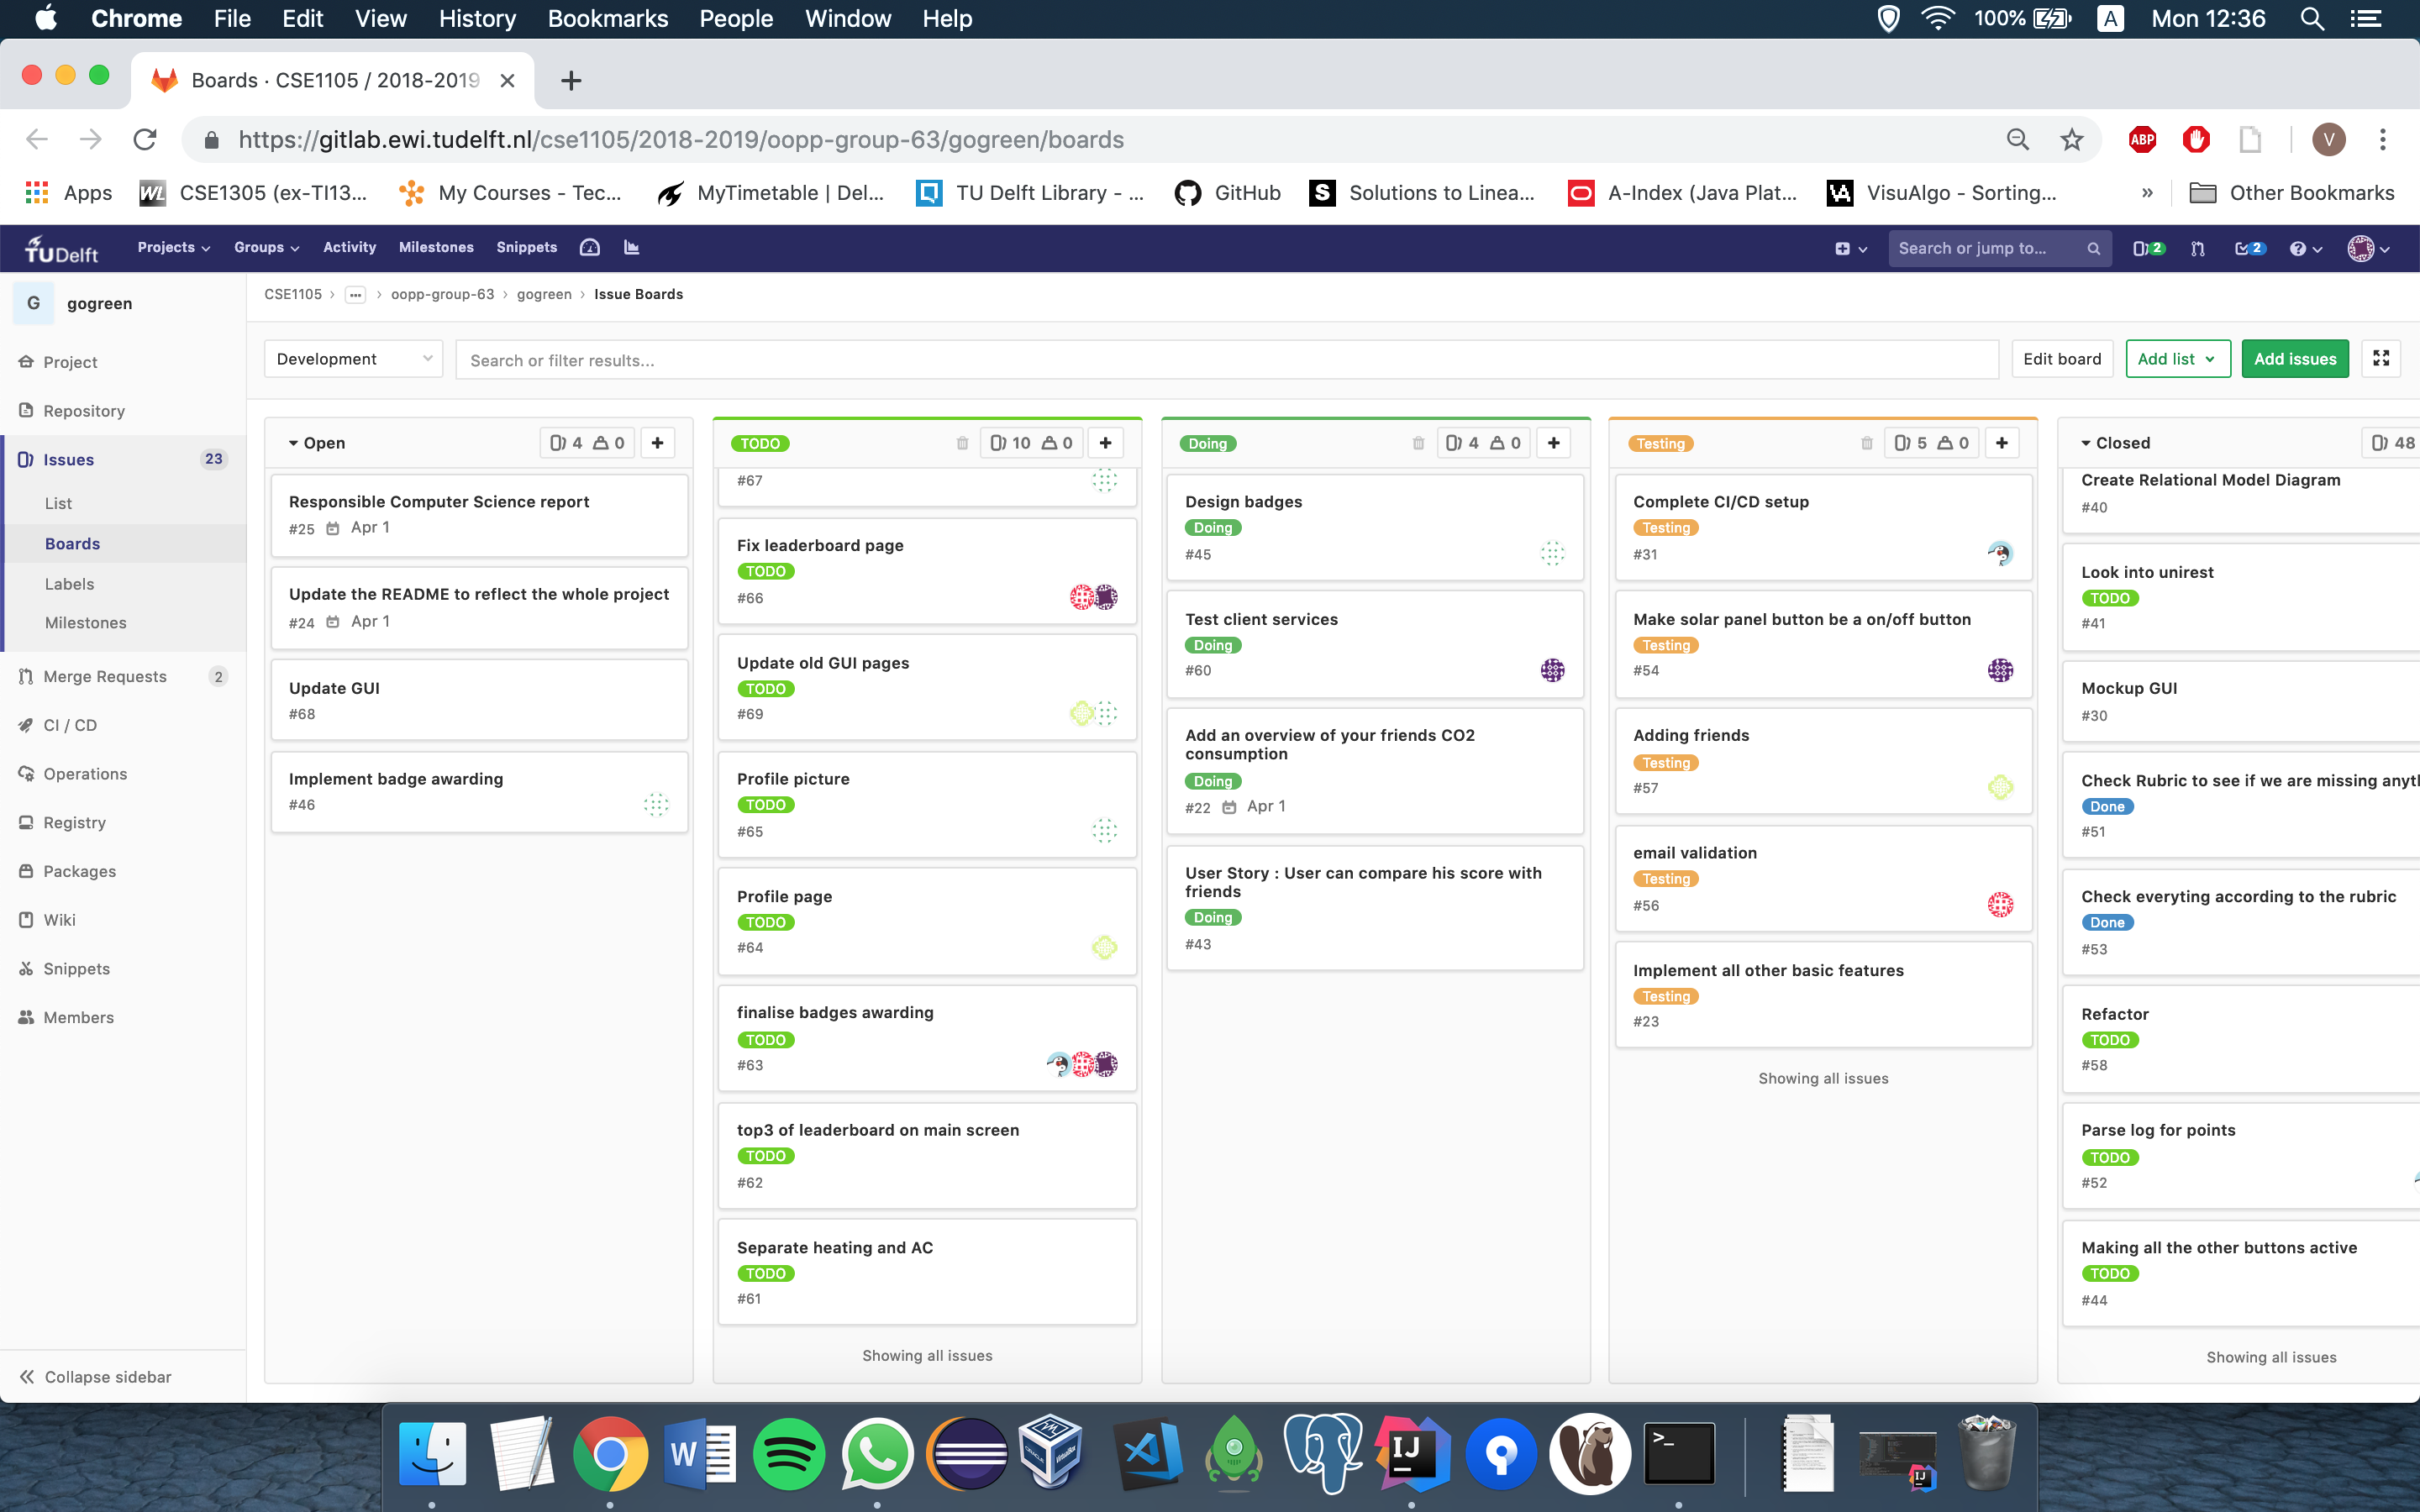 Chrome File Edit View History Bookmarks People Window Help
100% A Mon 12:36
Boards · CSE1105 / 2018-2019
https://gitlab.ewi.tudelft.nl/cse1105/2018-2019/oopp-group-63/gogreen/boards
ABP
V
Apps WL CSE1305 (ex-TI13... My Courses - Tec... MyTimetable | Del... TU Delft Library - ... GitHub S Solutions to Linea... A-Index (Java Plat... VisuAlgo - Sorting... » Other Bookmarks
TUDelft Projects Groups Activity Milestones Snippets Search or jump to... 2 2
G gogreen
Project
Repository
Issues 23
List
Boards
Labels
Milestones
Merge Requests 2
CI / CD
Operations
Registry
Packages
Wiki
Snippets
Members
Collapse sidebar
CSE1105 › ... › oopp-group-63 › gogreen › Issue Boards
Development Search or filter results... Edit board Add list Add issues
Open 4 0 +
Responsible Computer Science report
#25 Apr 1
Update the README to reflect the whole project
#24 Apr 1
Update GUI
#68
Implement badge awarding
#46
TODO 10 0 +
#67
Fix leaderboard page
TODO
#66
Update old GUI pages
TODO
#69
Profile picture
TODO
#65
Profile page
TODO
#64
finalise badges awarding
TODO
#63
top3 of leaderboard on main screen
TODO
#62
Separate heating and AC
TODO
#61
Showing all issues
Doing 4 0 +
Design badges
Doing
#45
Test client services
Doing
#60
Add an overview of your friends CO2
consumption
Doing
#22 Apr 1
User Story : User can compare his score with
friends
Doing
#43
Testing 5 0 +
Complete CI/CD setup
Testing
#31
Make solar panel button be a on/off button
Testing
#54
Adding friends
Testing
#57
email validation
Testing
#56
Implement all other basic features
Testing
#23
Showing all issues
Closed 48
Create Relational Model Diagram
#40
Look into unirest
TODO
#41
Mockup GUI
#30
Check Rubric to see if we are missing anyt
Done
#51
Check everyting according to the rubric
Done
#53
Refactor
TODO
#58
Parse log for points
TODO
#52
Making all the other buttons active
TODO
#44
Showing all issues
W
IJ
>_
IJ